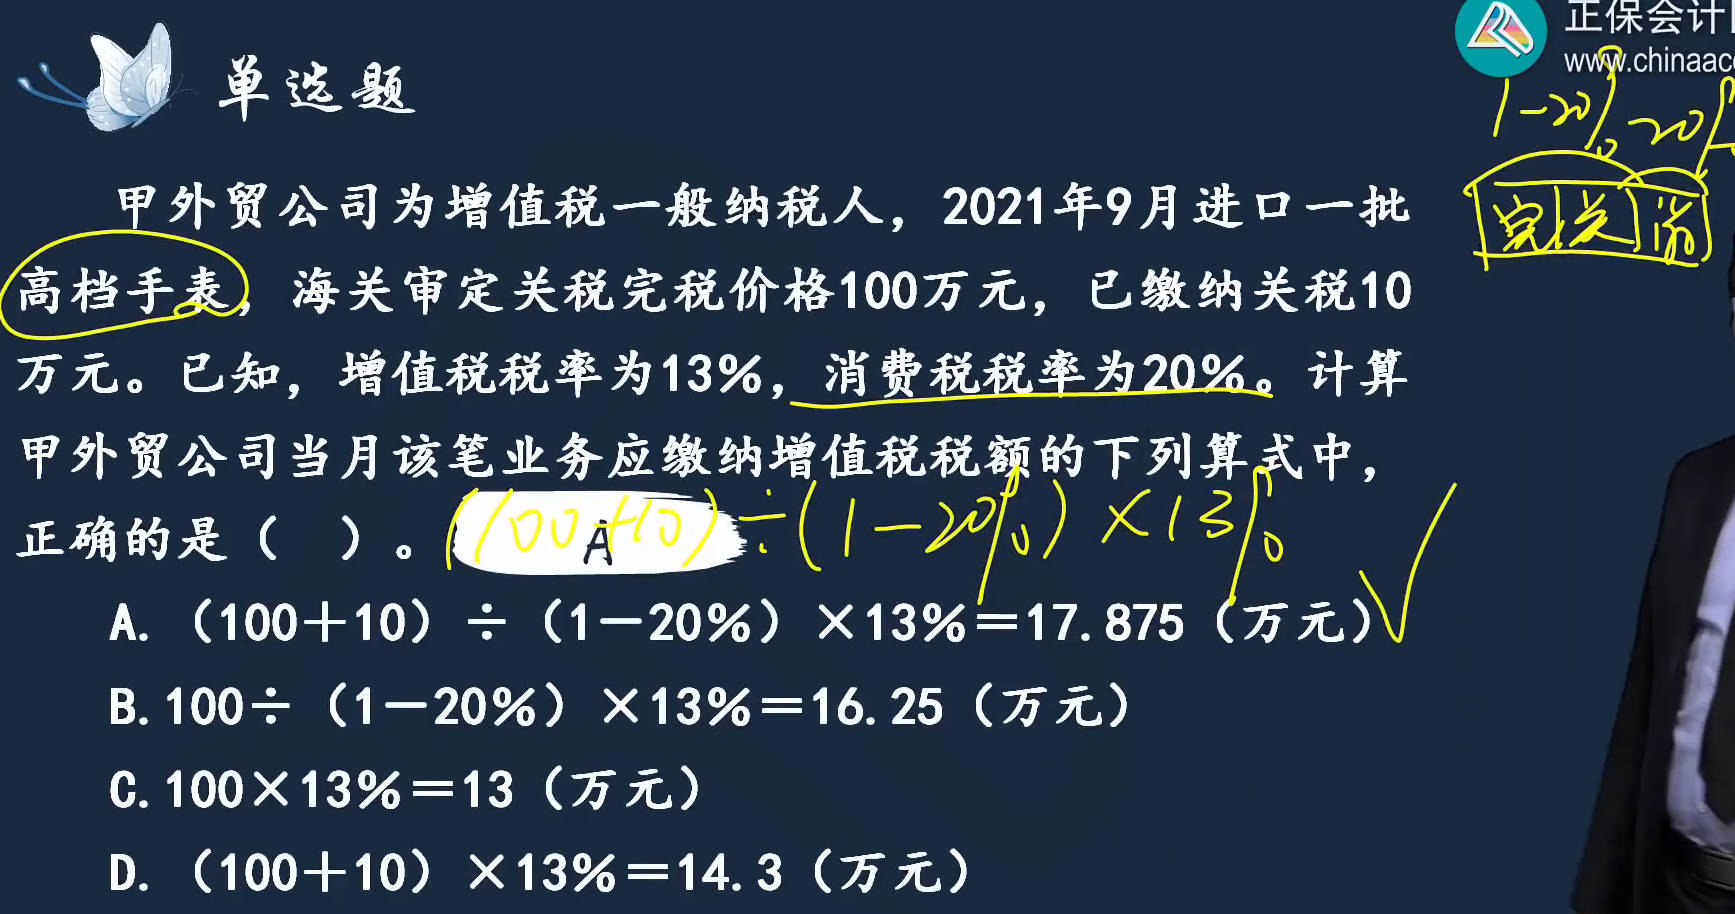 正保会计
www.chinaac
单选题
1-20% 20%
完 关 消
甲外贸公司为增值税一般纳税人，2021年9月进口一批
高档手表，海关审定关税完税价格100万元，已缴纳关税10
万元。已知，增值税税率为13%，消费税税率为20%。计算
甲外贸公司当月该笔业务应缴纳增值税税额的下列算式中，
正确的是（　）。 A (100+10)÷(1-20%)×13%
A.（100＋10）÷（1－20%）×13%＝17.875（万元）
B.100÷（1－20%）×13%＝16.25（万元）
C.100×13%＝13（万元）
D.（100＋10）×13%＝14.3（万元）